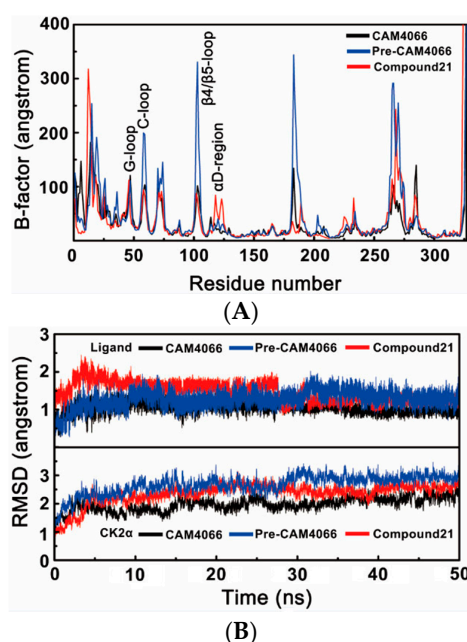 B-factor (angstrom)
400
300
200
100
CAM4066
Pre-CAM4066
Compound21
G-loop
C-loop
β4/β5-loop
αD-region
0 50 100 150 200 250 300
Residue number
(A)
RMSD (angstrom)
3
2
1
0
Ligand CAM4066 Pre-CAM4066 Compound21
3
2
1
0
CK2α CAM4066 Pre-CAM4066 Compound21
0 10 20 30 40 50
Time (ns)
(B)